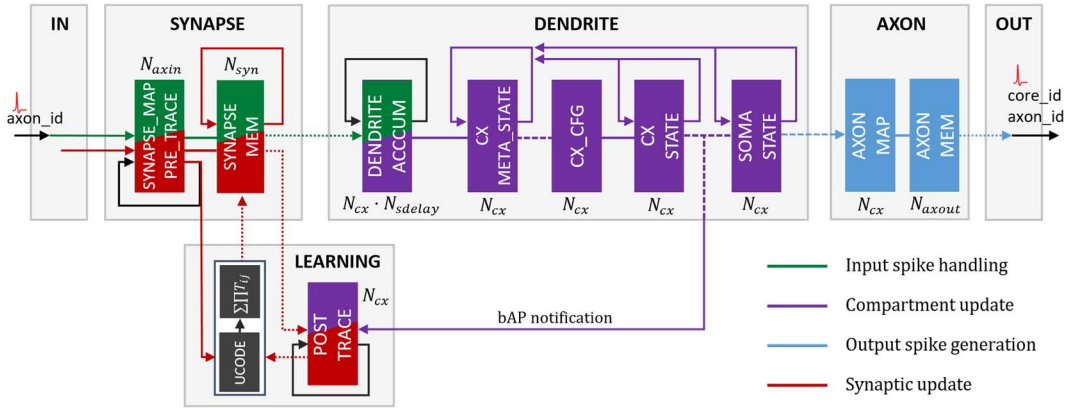 IN
SYNAPSE
DENDRITE
AXON
OUT
axon_id
N_axin
SYNAPSE_MAP
PRE_TRACE
N_syn
SYNAPSE
MEM
DENDRITE
ACCCUM
N_cx · N_sdelay
CX
META_STATE
N_cx
CX_CFG
N_cx
CX
STATE
N_cx
SOMA
STATE
N_cx
AXON
MAP
N_cx
AXON
MEM
N_axout
core_id
axon_id
LEARNING
ΣΠT_ij
UCODE
N_cx
POST
TRACE
bAP notification
Input spike handling
Compartment update
Output spike generation
Synaptic update